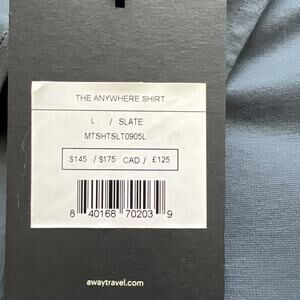 THE ANYWHERE SHIRT
L / SLATE
MTSHTSLT0905L
$145 / $175 CAD / £125
8 40168 70203 9
awaytravel.com